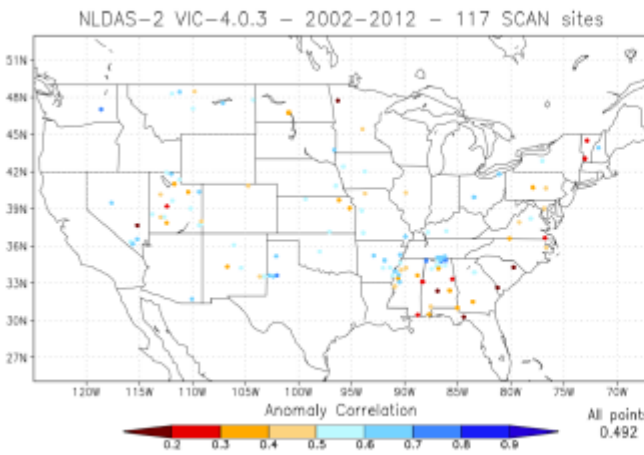 NLDAS-2 VIC-4.0.3 - 2002-2012 - 117 SCAN sites
51N
48N
45N
42N
39N
36N
33N
30N
27N
120W 115W 110W 105W 100W 95W 90W 85W 80W 75W 70W
Anomaly Correlation
All points
0.492
0.2 0.3 0.4 0.5 0.6 0.7 0.8 0.9